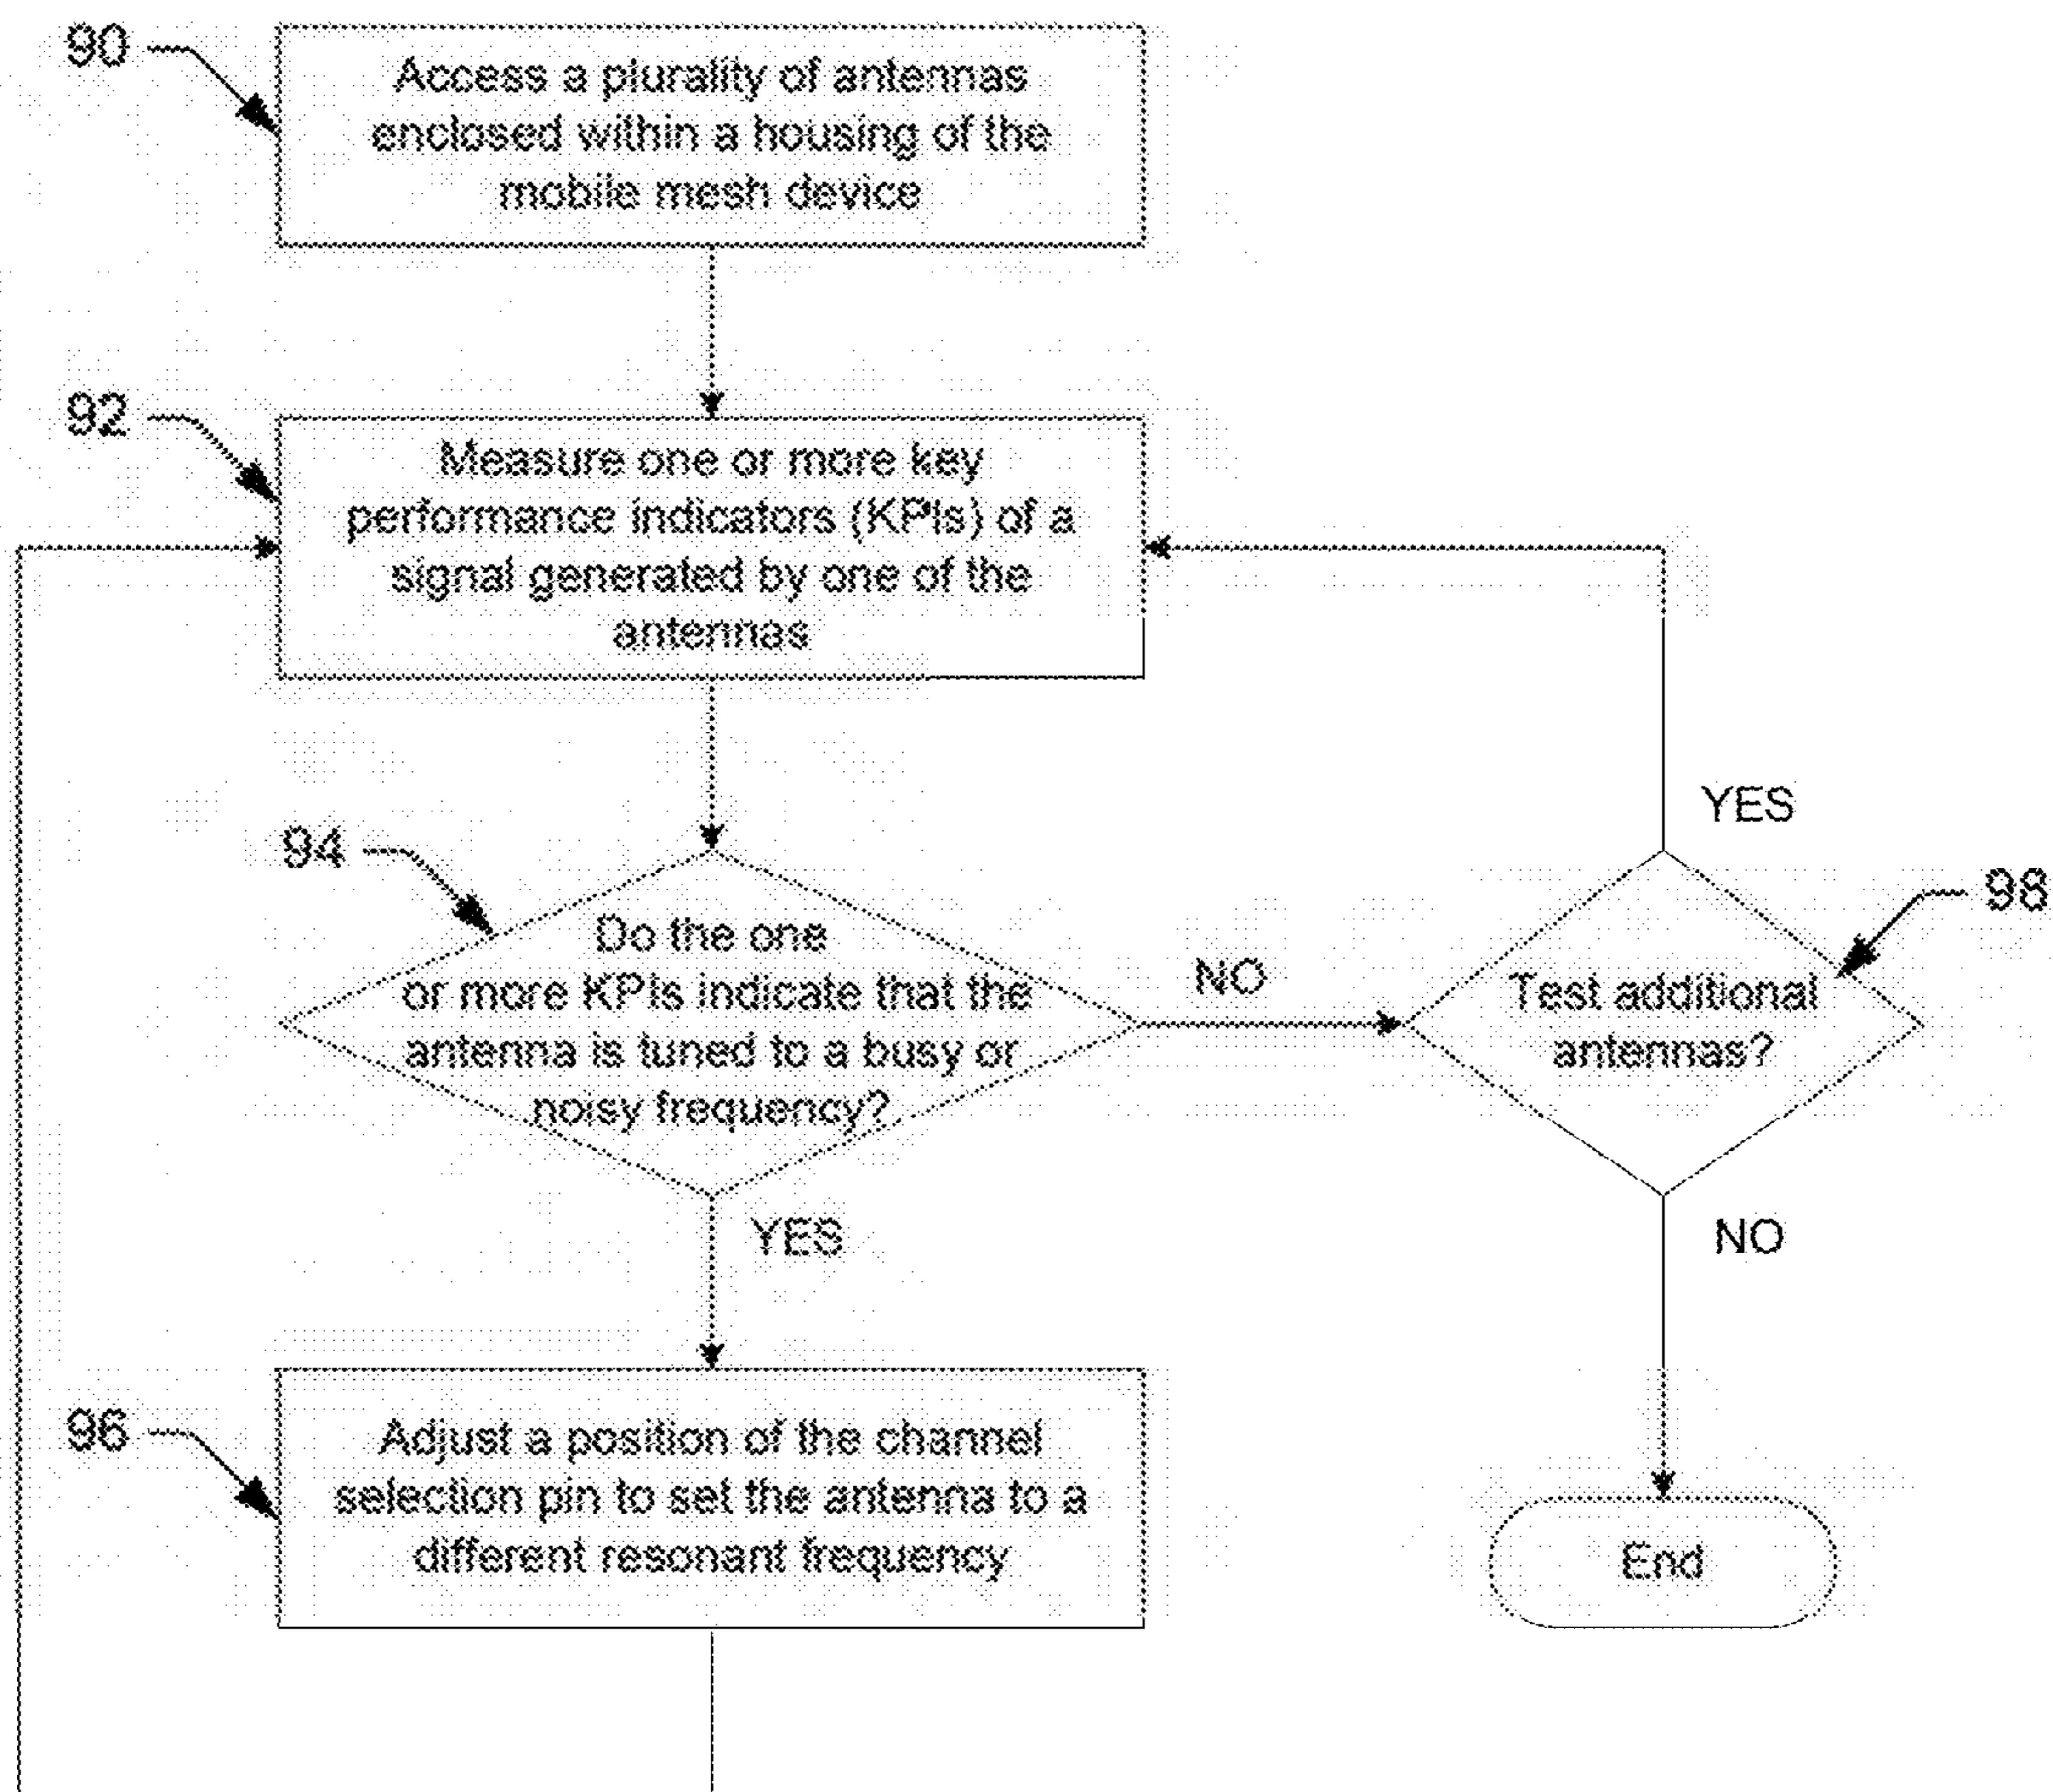 90
Access a plurality of antennas
enclosed within a housing of the
mobile mesh device
92
Measure one or more key
performance indicators (KPIs) of a
signal generated by one of the
antennas
94
Do the one
or more KPIs indicate that the
antenna is tuned to a busy or
noisy frequency?
NO
YES
98
Test additional
antennas?
YES
NO
96
Adjust a position of the channel
selection pin to set the antenna to a
different resonant frequency
End